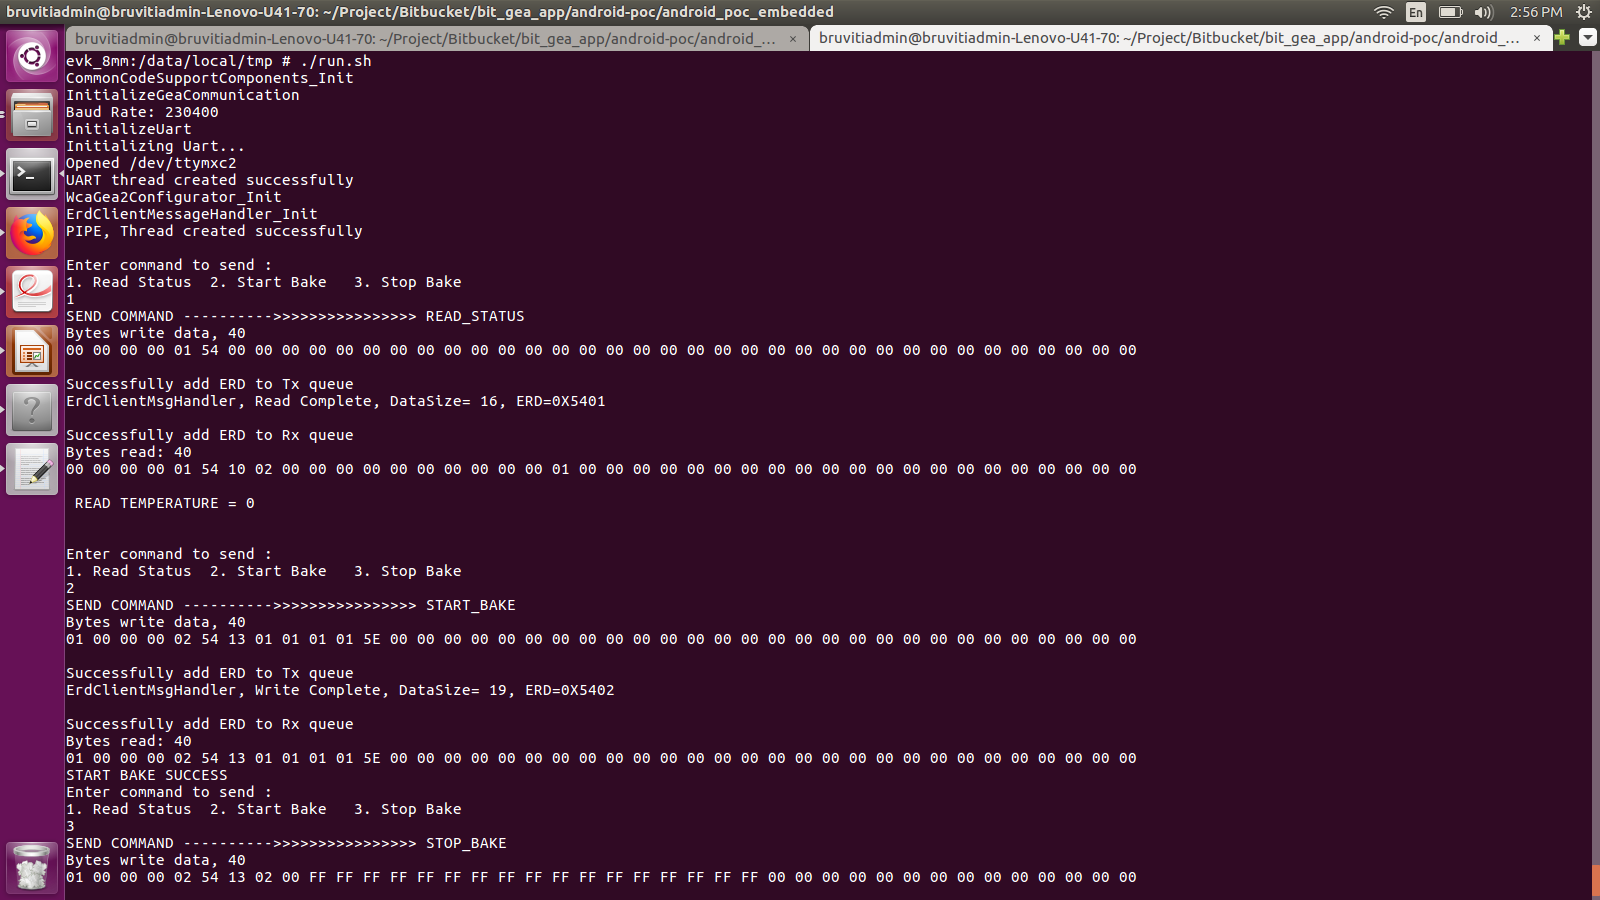 bruvitiadmin@bruvitiadmin-Lenovo-U41-70: ~/Project/Bitbucket/bit_gea_app/android-poc/android_poc_embedded
En
2:56 PM
bruvitiadmin@bruvitiadmin-Lenovo-U41-70: ~/Project/Bitbucket/bit_gea_app/android-poc/android_... ×
bruvitiadmin@bruvitiadmin-Lenovo-U41-70: ~/Project/Bitbucket/bit_gea_app/android-poc/android_... ×
evk_8mm:/data/local/tmp # ./run.sh
CommonCodeSupportComponents_Init
InitializeGeaCommunication
Baud Rate: 230400
initializeUart
Initializing Uart...
Opened /dev/ttymxc2
UART thread created successfully
WcaGea2Configurator_Init
ErdClientMessageHandler_Init
PIPE, Thread created successfully
Enter command to send :
1. Read Status  2. Start Bake   3. Stop Bake
1
SEND COMMAND ---------->>>>>>>>>>>>>>>> READ_STATUS
Bytes write data, 40
00 00 00 00 01 54 00 00 00 00 00 00 00 00 00 00 00 00 00 00 00 00 00 00 00 00 00 00 00 00 00 00 00 00 00 00 00 00 00 00
Successfully add ERD to Tx queue
ErdClientMsgHandler, Read Complete, DataSize= 16, ERD=0X5401
Successfully add ERD to Rx queue
Bytes read: 40
00 00 00 00 01 54 10 02 00 00 00 00 00 00 00 00 00 00 01 00 00 00 00 00 00 00 00 00 00 00 00 00 00 00 00 00 00 00 00 00
READ TEMPERATURE = 0
Enter command to send :
1. Read Status  2. Start Bake   3. Stop Bake
2
SEND COMMAND ---------->>>>>>>>>>>>>>>> START_BAKE
Bytes write data, 40
01 00 00 00 02 54 13 01 01 01 01 5E 00 00 00 00 00 00 00 00 00 00 00 00 00 00 00 00 00 00 00 00 00 00 00 00 00 00 00 00
Successfully add ERD to Tx queue
ErdClientMsgHandler, Write Complete, DataSize= 19, ERD=0X5402
Successfully add ERD to Rx queue
Bytes read: 40
01 00 00 00 02 54 13 01 01 01 01 5E 00 00 00 00 00 00 00 00 00 00 00 00 00 00 00 00 00 00 00 00 00 00 00 00 00 00 00 00
START BAKE SUCCESS
Enter command to send :
1. Read Status  2. Start Bake   3. Stop Bake
3
SEND COMMAND ---------->>>>>>>>>>>>>>>> STOP_BAKE
Bytes write data, 40
01 00 00 00 02 54 13 02 00 FF FF FF FF FF FF FF FF FF FF FF FF FF FF FF FF FF 00 00 00 00 00 00 00 00 00 00 00 00 00 00